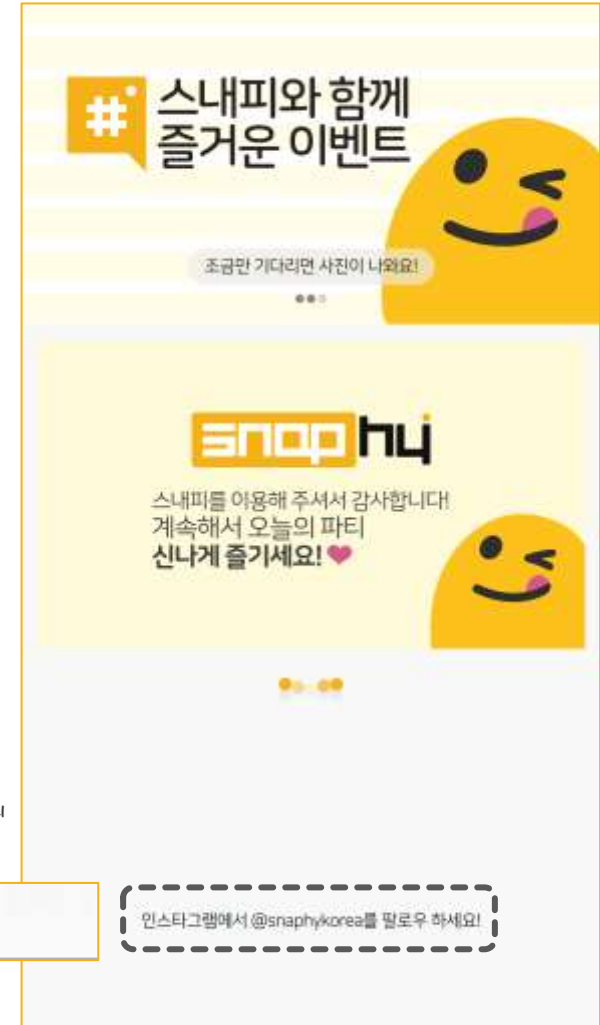 #
스내피와 함께
즐거운 이벤트
조금만 기다리면 사진이 나와요!
snaphy
스내피를 이용해 주셔서 감사합니다!
계속해서 오늘의 파티
신나게 즐기세요!
인스타그램에서 @snaphykorea를 팔로우 하세요!